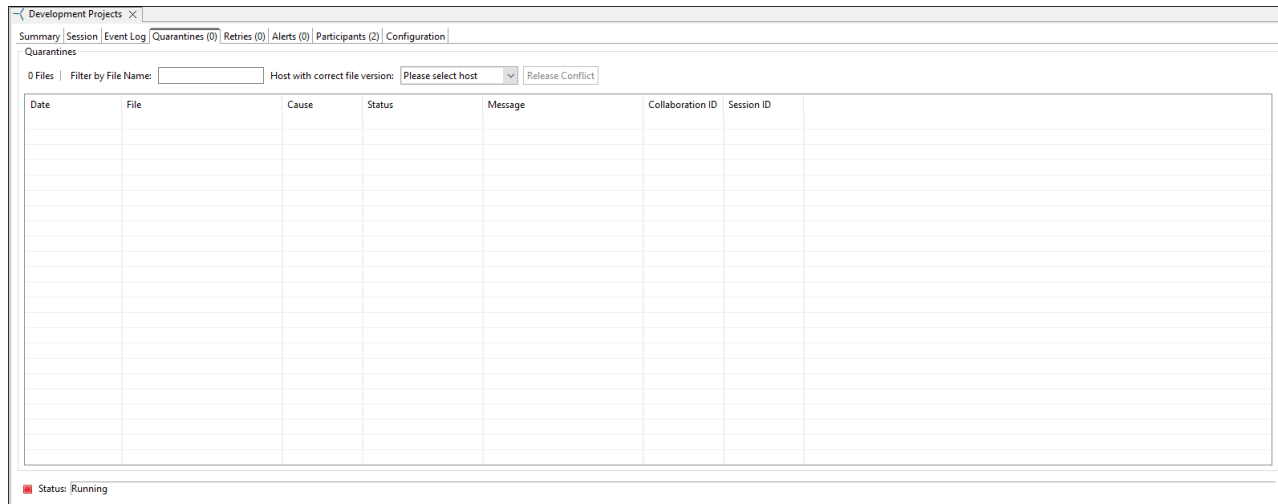 Development Projects
Summary Session Event Log Quarantines (0) Retries (0) Alerts (0) Participants (2) Configuration
Quarantines
0 Files Filter by File Name: Host with correct file version: Please select host Release Conflict
Date File Cause Status Message Collaboration ID Session ID
Status: Running